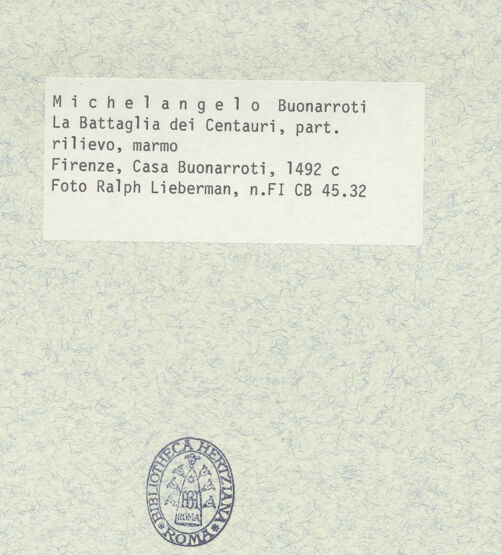 Michelangelo Buonarroti
La Battaglia dei Centauri, part.
rilievo, marmo
Firenze, Casa Buonarroti, 1492 c
Foto Ralph Lieberman, n.FI CB 45.32
BIBLIOTHECA HERTZIANA
ROMA
ROMA